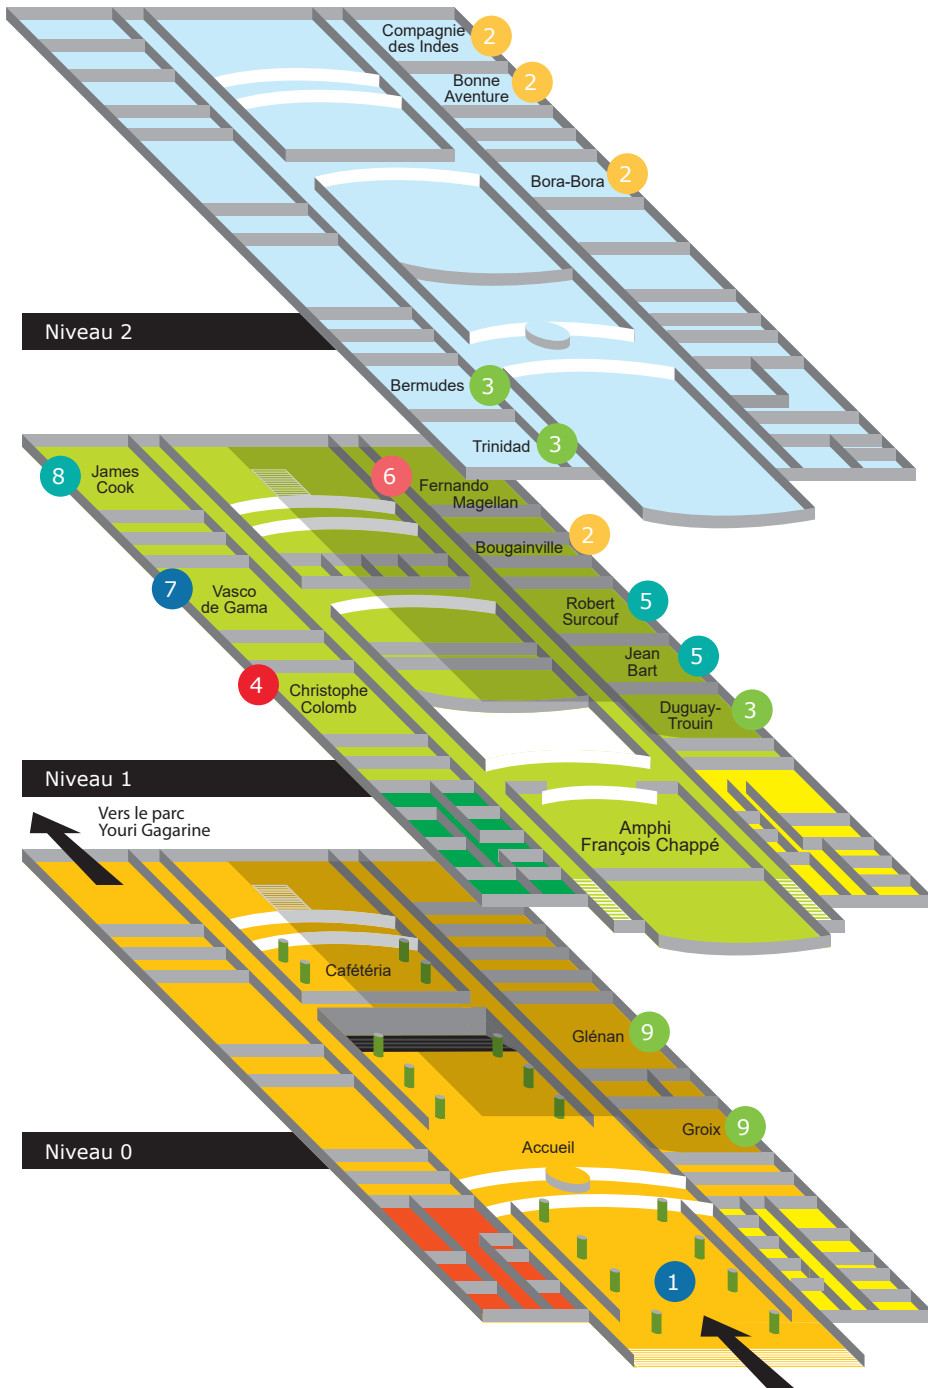 Compagnie
des Indes
2
Bonne
Aventure
2
Bora-Bora
2
Niveau 2
Bermudes
3
Trinidad
3
8
James
Cook
6
Fernando
Magellan
Bougainville
2
7
Vasco
de Gama
Robert
Surcouf
5
Jean
Bart
5
4
Christophe
Colomb
Duguay-
Trouin
3
Niveau 1
Vers le parc
Youri Gagarine
Amphi
François Chappé
Cafétéria
Glénan
9
Groix
9
Niveau 0
Accueil
1